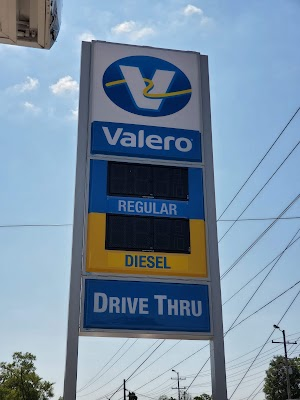 Valero
REGULAR
DIESEL
DRIVE THRU